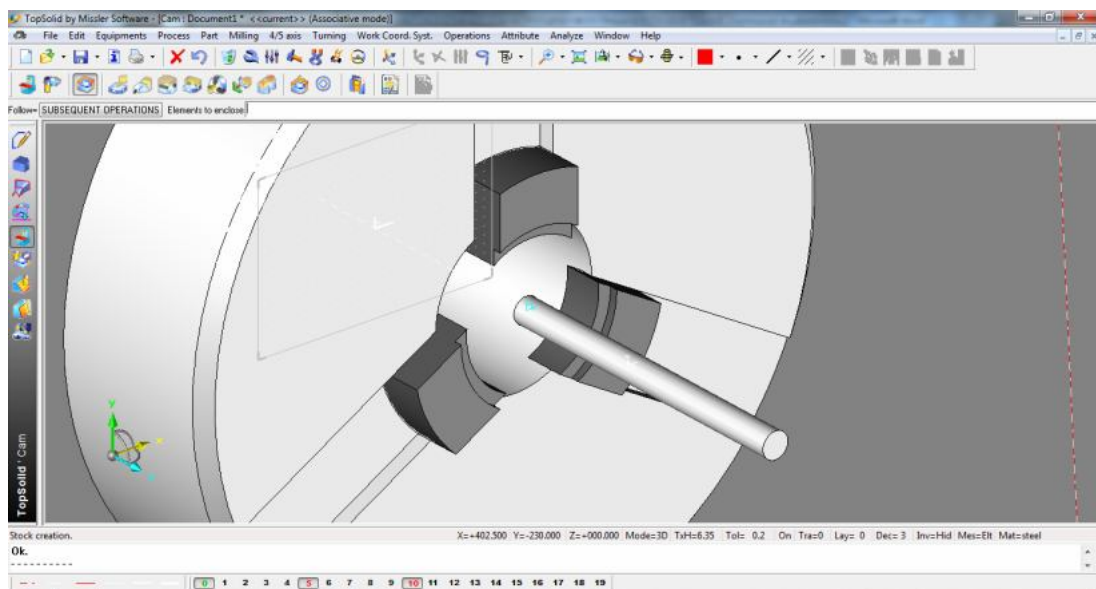 TopSolid by Missler Software - [Cam : Document1 * <<current>> (Associative mode)]
File Edit Equipments Process Part Milling 4/5 axis Turning Work Coord. Syst. Operations Attribute Analyze Window Help
Follow= SUBSEQUENT OPERATIONS Elements to enclose:
y
x
z
TopSolid'Cam
Stock creation. X=+402.500 Y=-230.000 Z=+000.000 Mode=3D TxH=6.35 Tol= 0.2 On Tra=0 Lay= 0 Dec= 3 Inv=Hid Mes=Elt Mat=steel
Ok.
----------
0 1 2 3 4 5 6 7 8 9 10 11 12 13 14 15 16 17 18 19